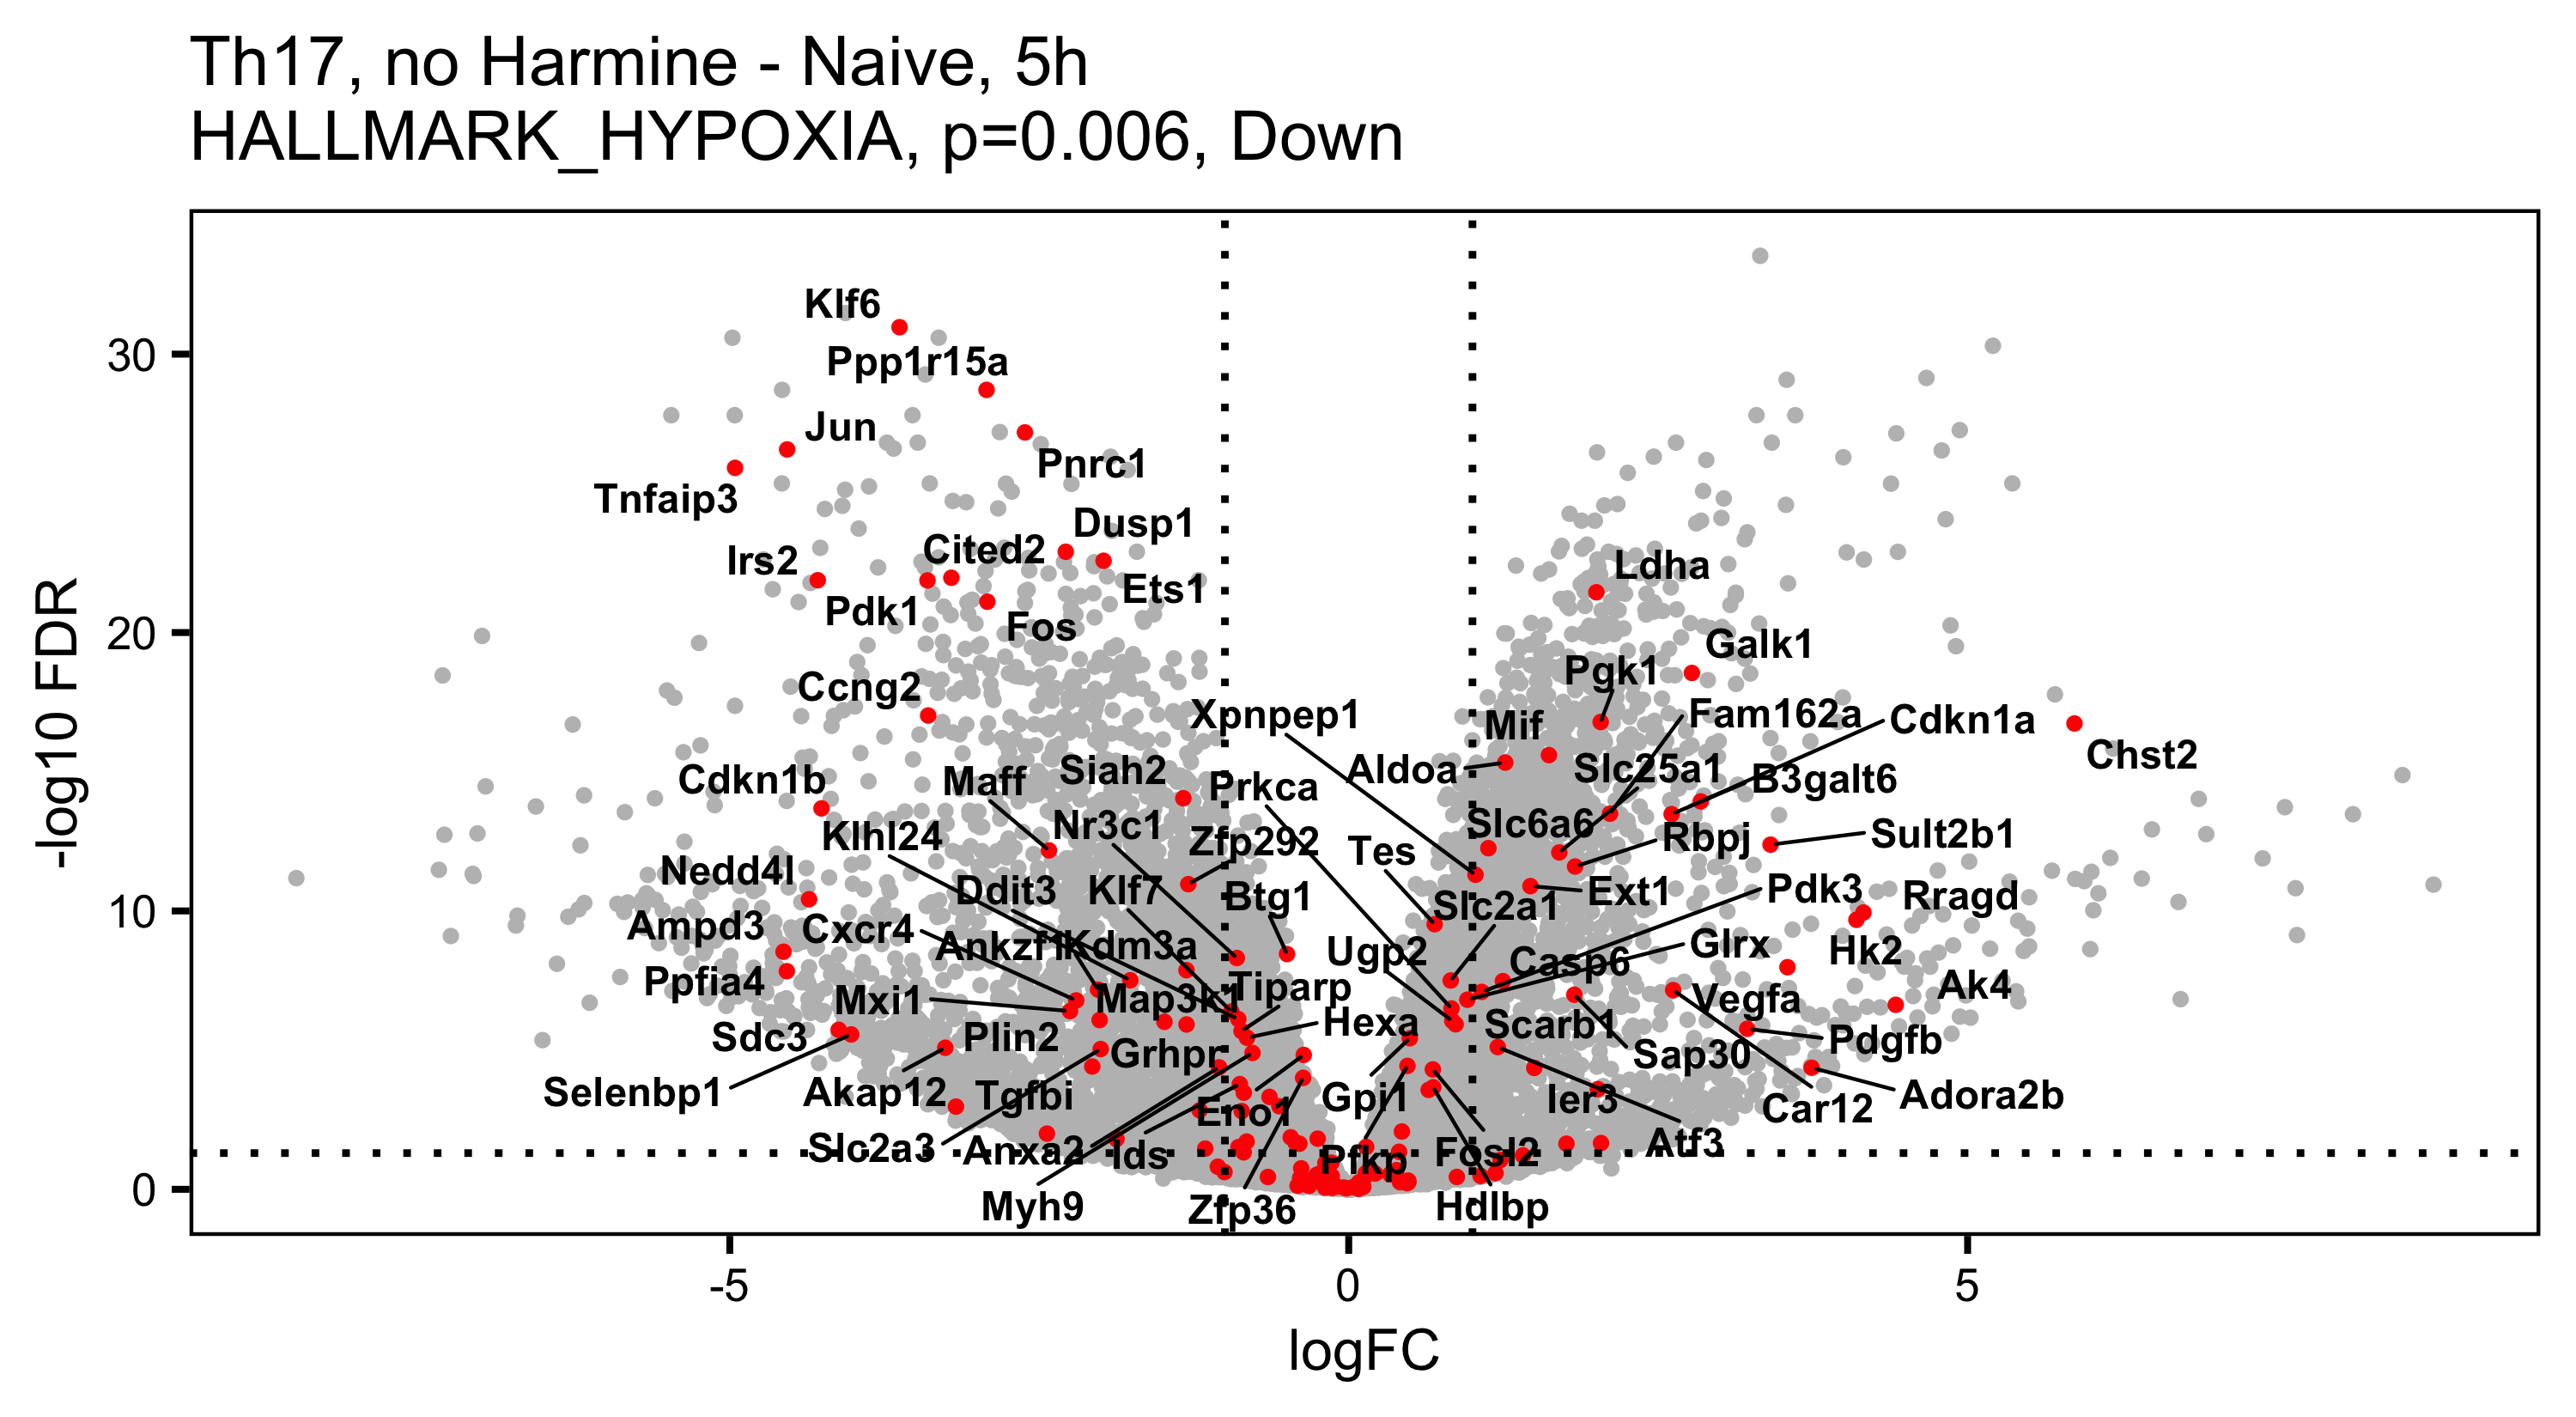 Th17, no Harmine - Naive, 5h
HALLMARK_HYPOXIA, p=0.006, Down
-log10 FDR
30
20
10
0
Klf6
Ppp1r15a
Jun
Pnrc1
Tnfaip3
Dusp1
Cited2
Irs2
Ets1
Ldha
Pdk1
Fos
Galk1
Pgk1
Ccng2
Xpnpep1
Fam162a
Cdkn1a
Mif
Chst2
Aldoa
Slc25a1
Siah2
Maff
Cdkn1b
Prkca
B3galt6
Nr3c1
Slc6a6
Klhl24
Zfp292
Rbpj
Sult2b1
Tes
Nedd4l
Ddit3
Klf7
Btg1
Slc2a1
Ext1
Pdk3
Rragd
Ampd3
Cxcr4
Ankzf1
Kdm3a
Ugp2
Casp6
Glrx
Hk2
Ppfia4
Mxi1
Map3k1
Tiparp
Vegfa
Ak4
Sdc3
Plin2
Hexa
Scarb1
Grhpr
Sap30
Pdgfb
Selenbp1
Akap12
Tgfbi
Eno1
Gpi1
Ier3
Car12
Adora2b
Slc2a3
Anxa2
Ids
Pfkp
Fosl2
Atf3
Myh9
Zfp36
Hdlbp
-5
0
5
logFC